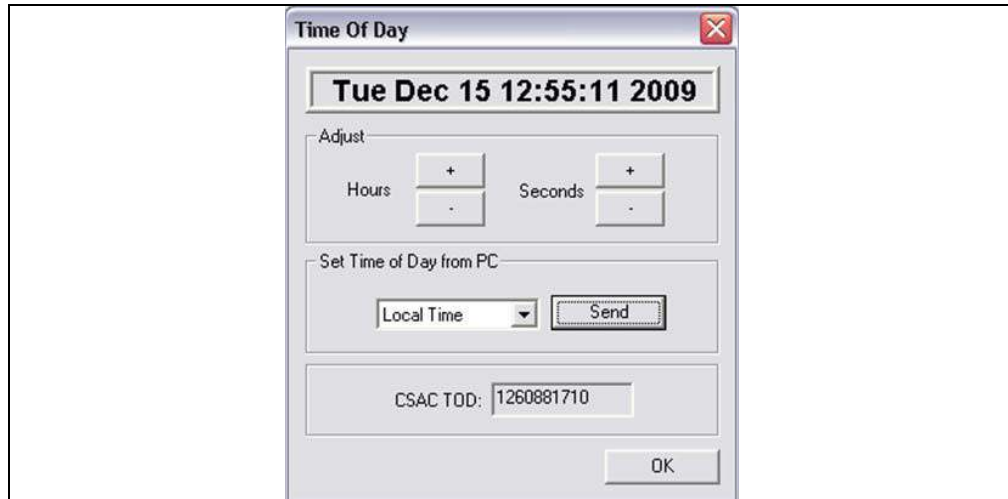 Time Of Day
Tue Dec 15 12:55:11 2009
Adjust
Hours + - Seconds + -
Set Time of Day from PC
Local Time Send
CSAC TOD: 1260881710
OK